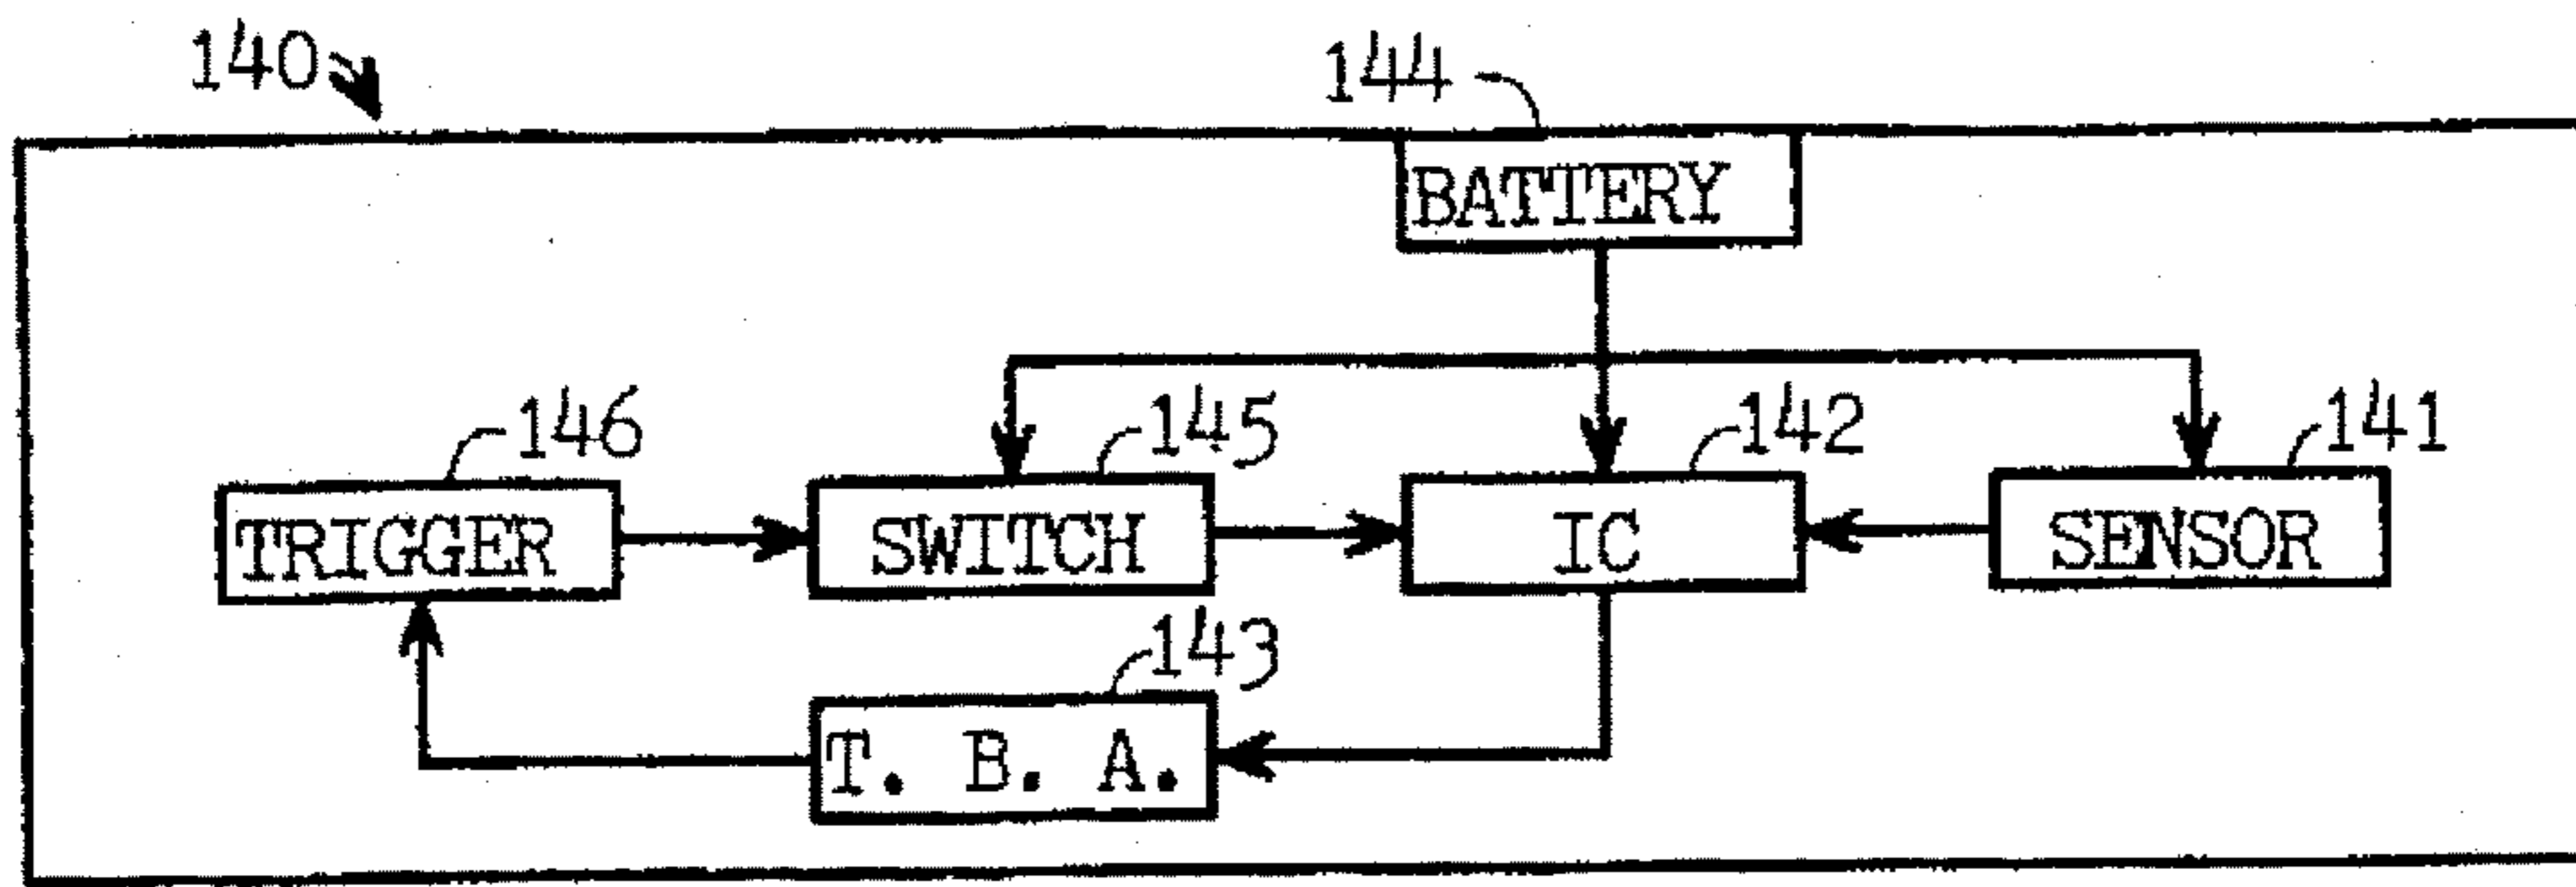 140
144
BATTERY
146
145
142
141
TRIGGER
SWITCH
IC
SENSOR
143
T. B. A.